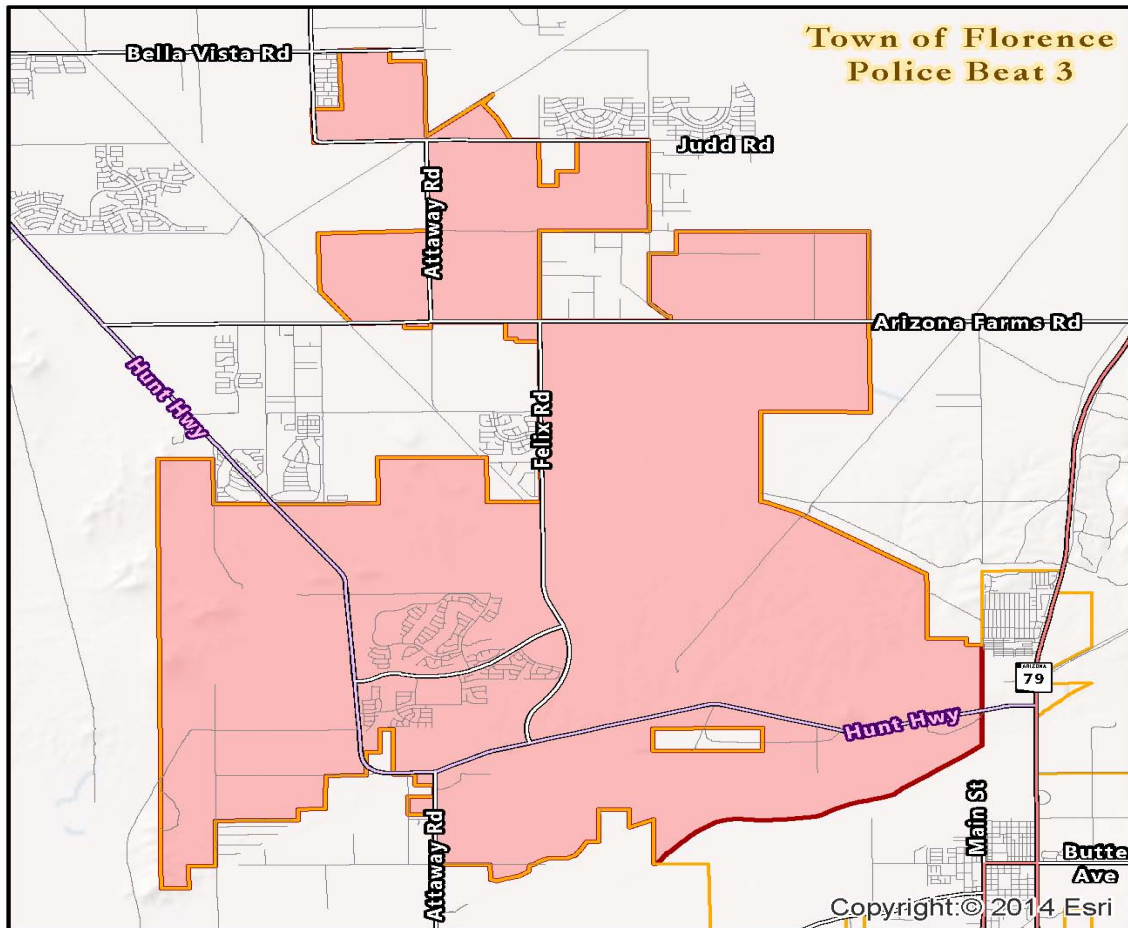 Town of Florence
Police Beat 3
Bella Vista Rd
Judd Rd
Attaway Rd
Arizona Farms Rd
Hunt Hwy
Felix Rd
ARIZONA
79
Hunt Hwy
Main St
Attaway Rd
Butte
Ave
Copyright:© 2014 Esri